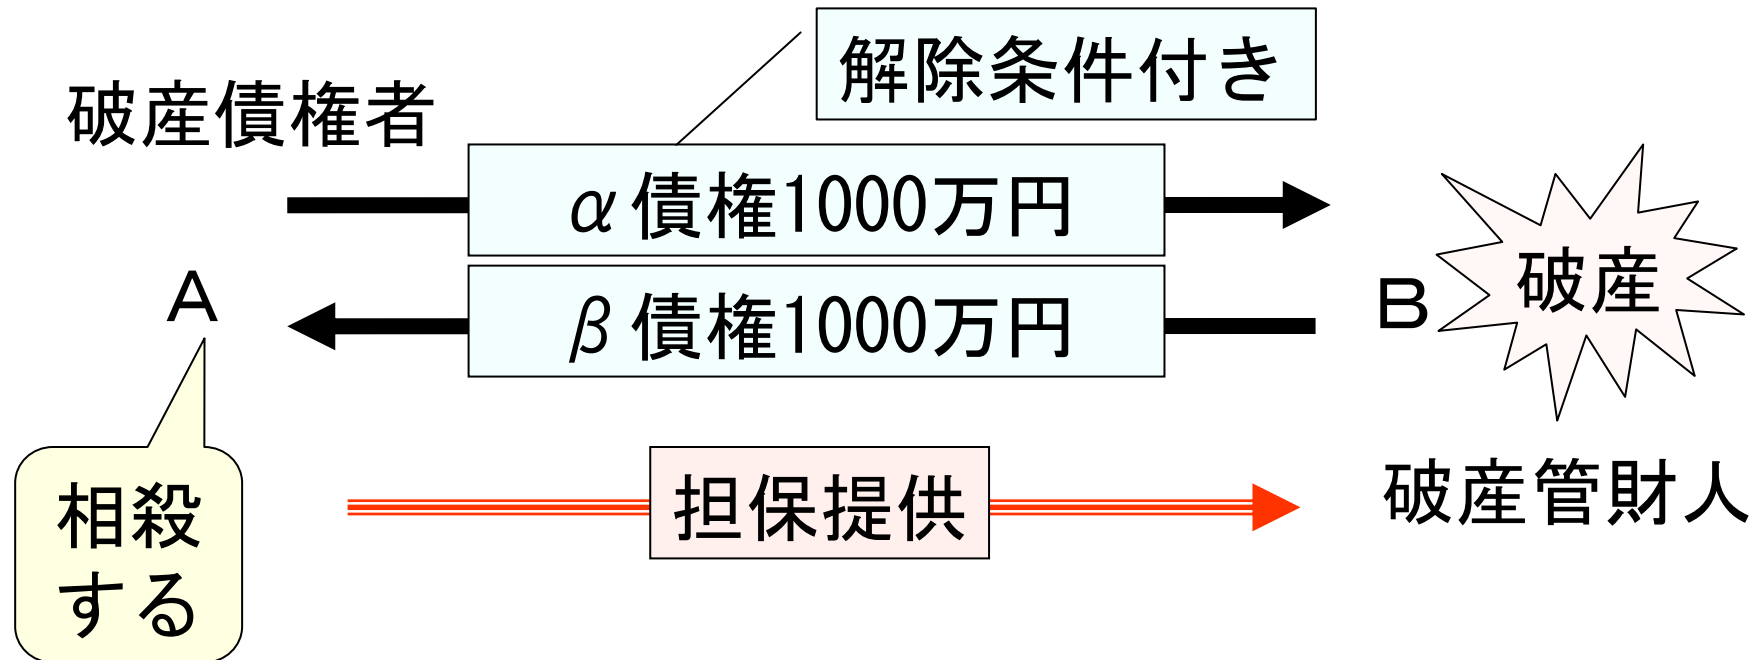 解除条件付き
破産債権者
α債権1000万円
A
β債権1000万円
B
破産
相殺
する
担保提供
破産管財人